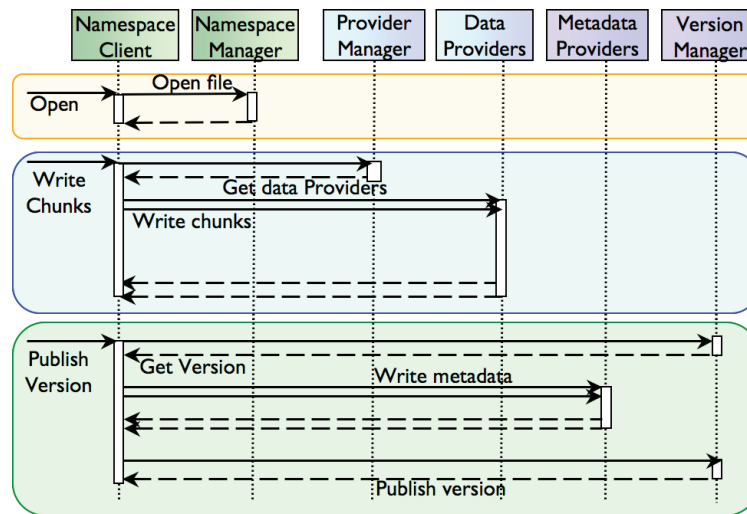 Namespace
Client
Namespace
Manager
Provider
Manager
Data
Providers
Metadata
Providers
Version
Manager
Open file
Open
Write
Chunks
Get data Providers
Write chunks
Publish
Version
Get Version
Write metadata
Publish version